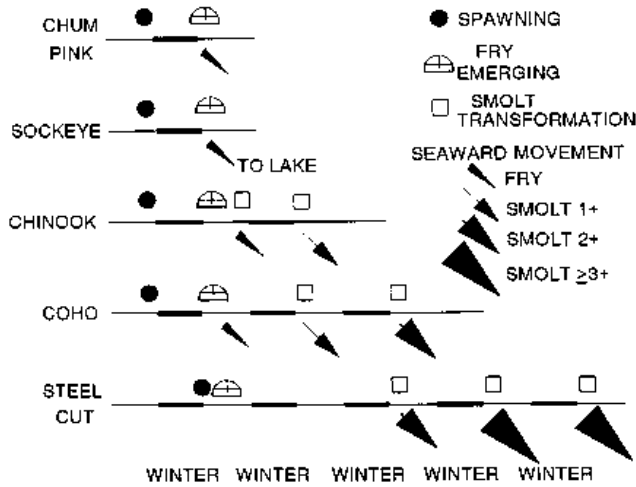 CHUM
PINK
SOCKEYE
TO LAKE
CHINOOK
COHO
STEEL
CUT
WINTER WINTER WINTER WINTER WINTER
SPAWNING
FRY
EMERGING
SMOLT
TRANSFORMATION
SEAWARD MOVEMENT
FRY
SMOLT 1+
SMOLT 2+
SMOLT ≥3+